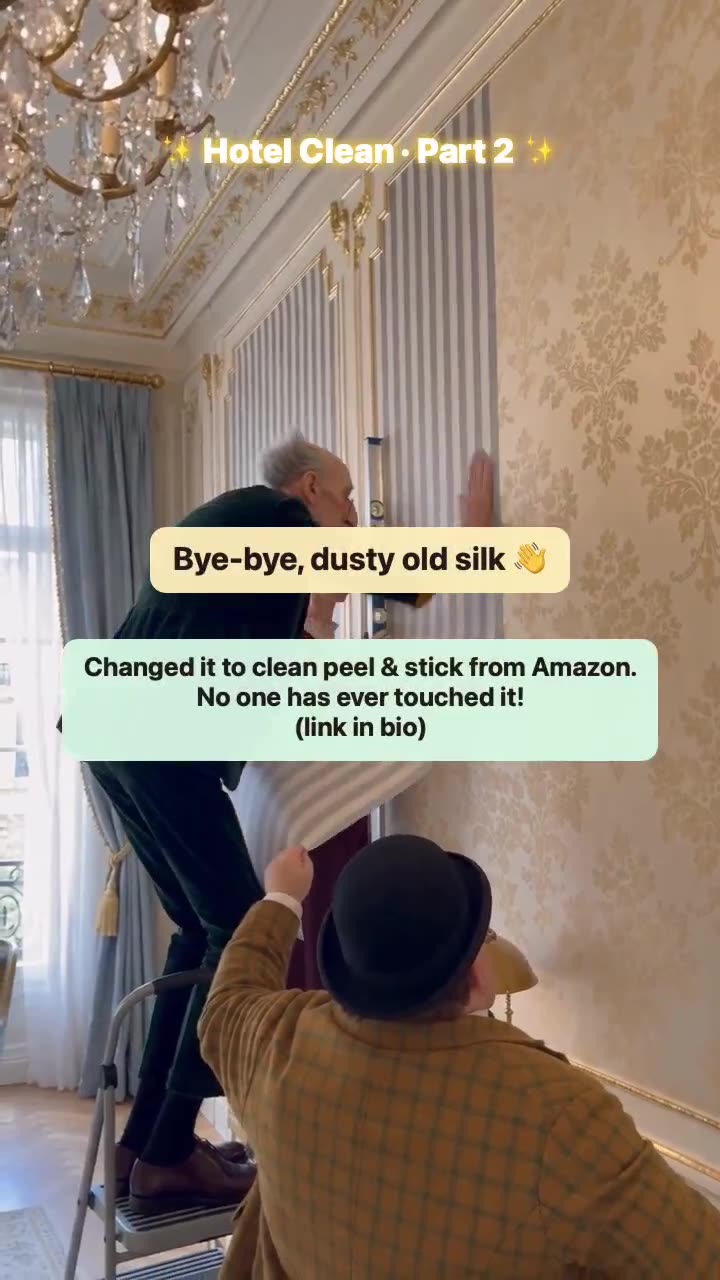 ✨ Hotel Clean · Part 2 ✨
Bye-bye, dusty old silk 👋
Changed it to clean peel & stick from Amazon.
No one has ever touched it!
(link in bio)